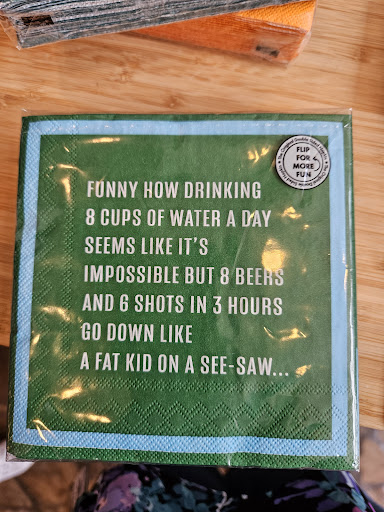 FUNNY HOW DRINKING
8 CUPS OF WATER A DAY
SEEMS LIKE IT'S
IMPOSSIBLE BUT 8 BEERS
AND 6 SHOTS IN 3 HOURS
GO DOWN LIKE
A FAT KID ON A SEE-SAW...
FLIP
FOR
MORE
FUN